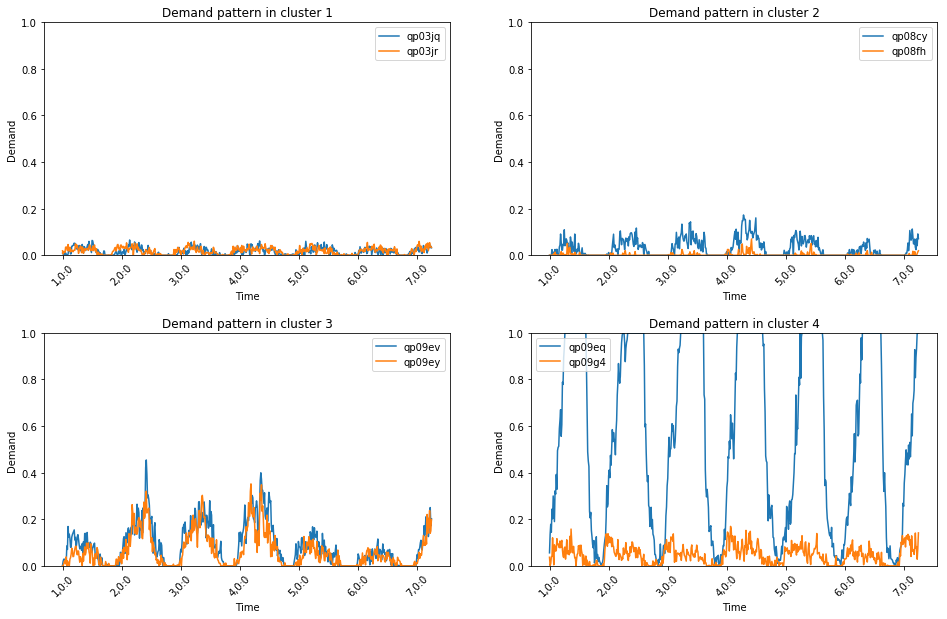 Demand pattern in cluster 1
Demand
1.0
0.8
0.6
0.4
0.2
0.0
qp03jq
qp03jr
1,0:0
2,0:0
3,0:0
4,0:0
5,0:0
6,0:0
7,0:0
Time
Demand pattern in cluster 2
Demand
1.0
0.8
0.6
0.4
0.2
0.0
qp08cy
qp08fh
1,0:0
2,0:0
3,0:0
4,0:0
5,0:0
6,0:0
7,0:0
Time
Demand pattern in cluster 3
Demand
1.0
0.8
0.6
0.4
0.2
0.0
qp09ev
qp09ey
1,0:0
2,0:0
3,0:0
4,0:0
5,0:0
6,0:0
7,0:0
Time
Demand pattern in cluster 4
Demand
1.0
0.8
0.6
0.4
0.2
0.0
qp09eq
qp09g4
1,0:0
2,0:0
3,0:0
4,0:0
5,0:0
6,0:0
7,0:0
Time